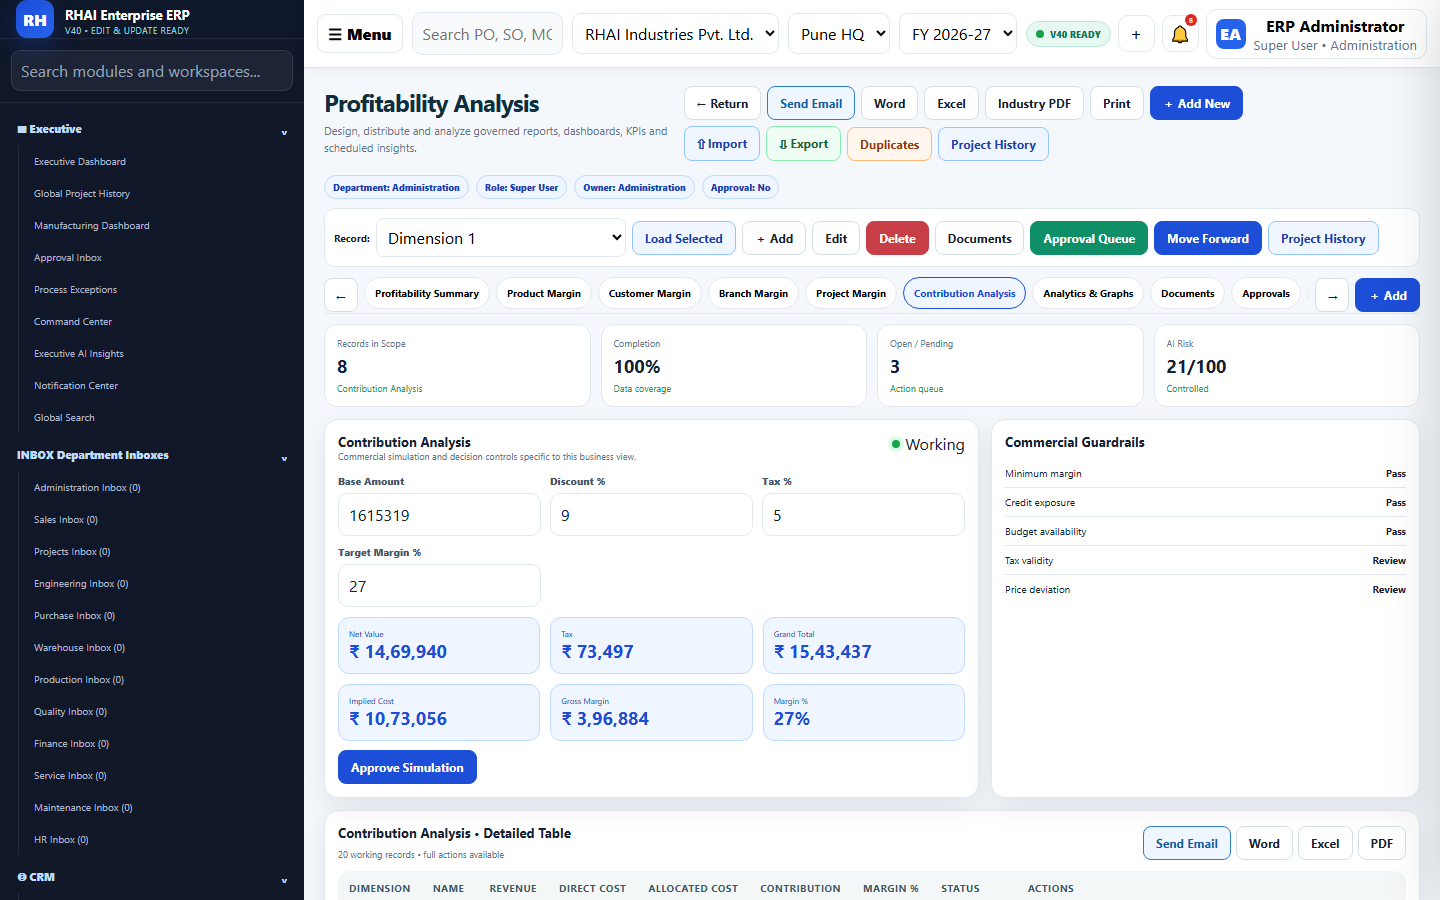 RH
RHAI Enterprise ERP
V40 • EDIT & UPDATE READY
Search modules and workspaces...
Executive
Executive Dashboard
Global Project History
Manufacturing Dashboard
Approval Inbox
Process Exceptions
Command Center
Executive AI Insights
Notification Center
Global Search
INBOX Department Inboxes
Administration Inbox (0)
Sales Inbox (0)
Projects Inbox (0)
Engineering Inbox (0)
Purchase Inbox (0)
Warehouse Inbox (0)
Production Inbox (0)
Quality Inbox (0)
Finance Inbox (0)
Service Inbox (0)
Maintenance Inbox (0)
HR Inbox (0)
CRM
☰ Menu
Search PO, SO, MO
RHAI Industries Pvt. Ltd.
Pune HQ
FY 2026-27
V40 READY
+
8
EA
ERP Administrator
Super User • Administration
Profitability Analysis
Design, distribute and analyze governed reports, dashboards, KPIs and
scheduled insights.
← Return
Send Email
Word
Excel
Industry PDF
Print
+ Add New
⇧ Import
⇩ Export
Duplicates
Project History
Department: Administration
Role: Super User
Owner: Administration
Approval: No
Record:
Dimension 1
Load Selected
+ Add
Edit
Delete
Documents
Approval Queue
Move Forward
Project History
←
Profitability Summary
Product Margin
Customer Margin
Branch Margin
Project Margin
Contribution Analysis
Analytics & Graphs
Documents
Approvals
→
+ Add
Records in Scope
8
Contribution Analysis
Completion
100%
Data coverage
Open / Pending
3
Action queue
AI Risk
21/100
Controlled
Contribution Analysis
Commercial simulation and decision controls specific to this business view.
Working
Base Amount
1615319
Discount %
9
Tax %
5
Target Margin %
27
Net Value
₹ 14,69,940
Tax
₹ 73,497
Grand Total
₹ 15,43,437
Implied Cost
₹ 10,73,056
Gross Margin
₹ 3,96,884
Margin %
27%
Approve Simulation
Commercial Guardrails
Minimum margin Pass
Credit exposure Pass
Budget availability Pass
Tax validity Review
Price deviation Review
Contribution Analysis • Detailed Table
20 working records • full actions available
Send Email
Word
Excel
PDF
DIMENSION NAME REVENUE DIRECT COST ALLOCATED COST CONTRIBUTION MARGIN % STATUS ACTIONS